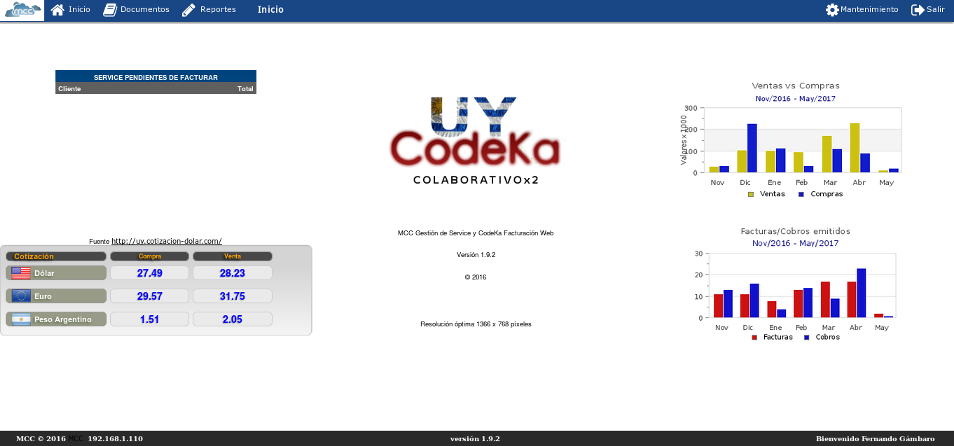 MCC Inicio Documentos Reportes Inicio Mantenimiento Salir
SERVICE PENDIENTES DE FACTURAR
Cliente Total
UY
CodeKa
COLABORATIVOx2
MCC Gestión de Service y CodeKa Facturación Web
Versión 1.9.2
© 2016
Resolución óptima 1366 x 768 píxeles
Fuente http://uy.cotizacion-dolar.com/
Cotización Compra Venta
Dólar 27.49 28.23
Euro 29.57 31.75
Peso Argentino 1.51 2.05
Ventas vs Compras
Nov/2016 - May/2017
Valores x 1000
300
200
100
0
Nov Dic Ene Feb Mar Abr May
Ventas Compras
Facturas/Cobros emitidos
Nov/2016 - May/2017
30
20
10
0
Nov Dic Ene Feb Mar Abr May
Facturas Cobros
MCC © 2016 MCC 192.168.1.110 versión 1.9.2 Bienvenido Fernando Gámbaro